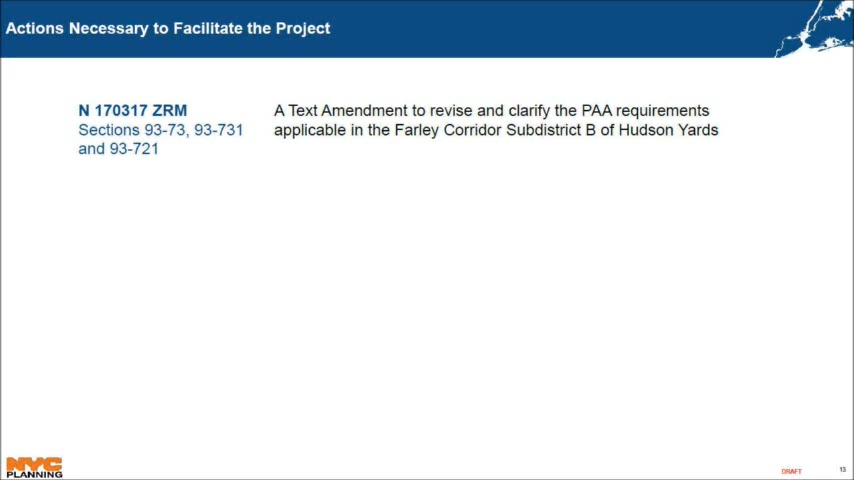 Actions Necessary to Facilitate the Project
N 170317 ZRM
Sections 93-73, 93-731
and 93-721
A Text Amendment to revise and clarify the PAA requirements
applicable in the Farley Corridor Subdistrict B of Hudson Yards
NYC
PLANNING
DRAFT
13